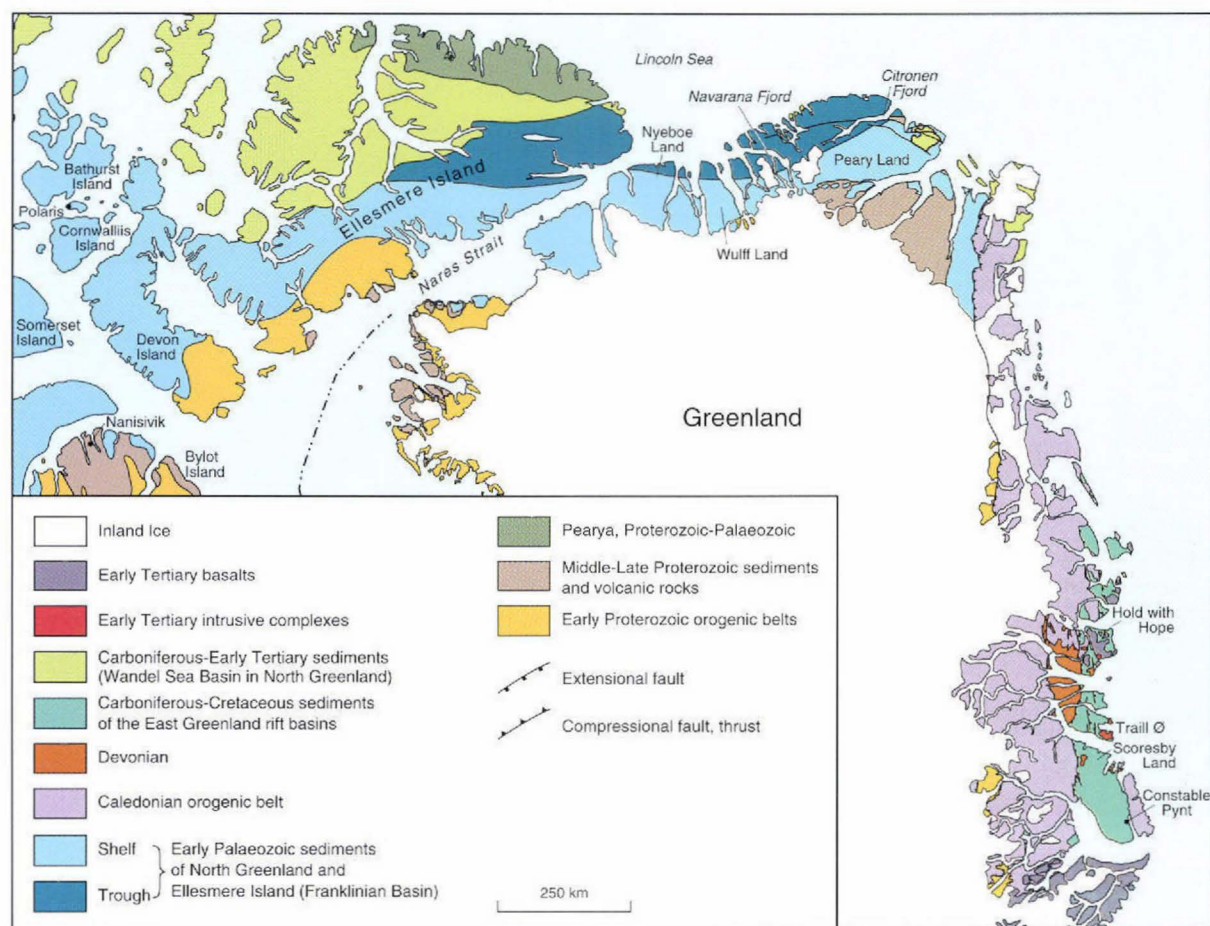 Lincoln Sea
Citronen
Fjord
Navarana Fjord
Nyeboe
Land
Peary Land
Bathurst
Island
Ellesmere Island
Polaris
Cornwalliis
Island
Wulff Land
Nares Strait
Somerset
Island
Devon
Island
Greenland
Nanisivik
Bylot
Island
Hold with
Hope
Traill Ø
Scoresby
Land
Constable
Pynt
Inland Ice
Early Tertiary basalts
Early Tertiary intrusive complexes
Carboniferous-Early Tertiary sediments
(Wandel Sea Basin in North Greenland)
Carboniferous-Cretaceous sediments
of the East Greenland rift basins
Devonian
Caledonian orogenic belt
Shelf
Trough
Early Palaeozoic sediments
of North Greenland and
Ellesmere Island (Franklinian Basin)
Pearya, Proterozoic-Palaeozoic
Middle-Late Proterozoic sediments
and volcanic rocks
Early Proterozoic orogenic belts
Extensional fault
Compressional fault, thrust
250 km